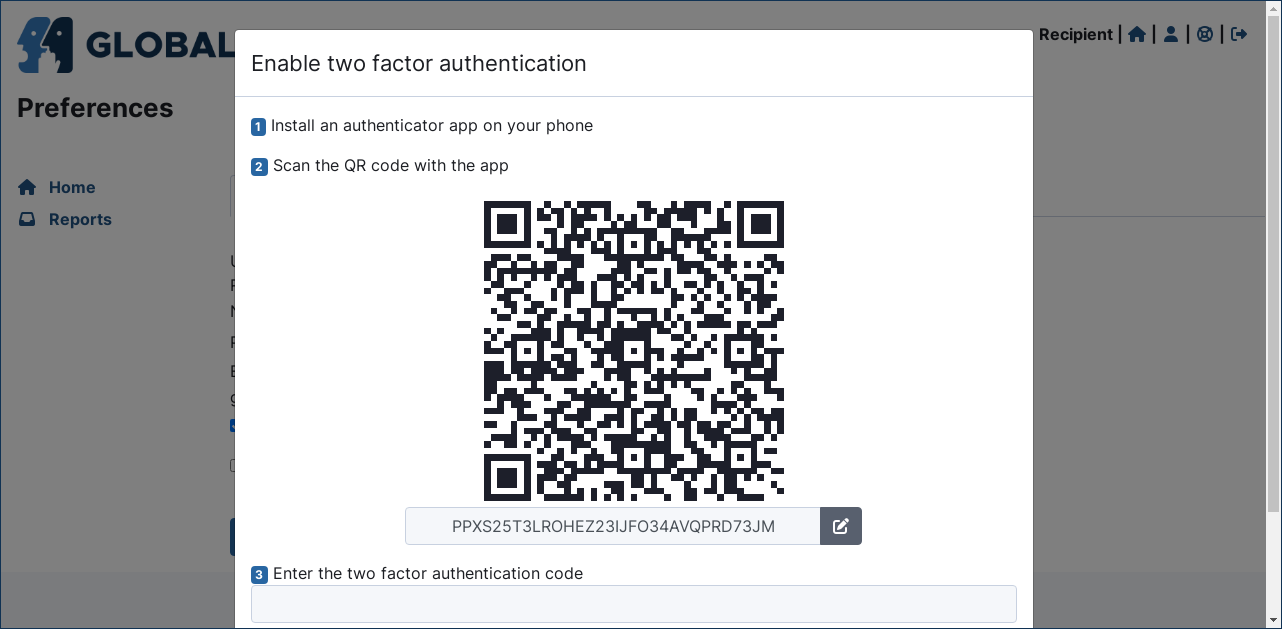 GLOBAL
Recipient | | | |
Enable two factor authentication
Preferences
1 Install an authenticator app on your phone
2 Scan the QR code with the app
Home
Reports
PPXS25T3LROHEZ23IJFO34AVQPRD73JM
3 Enter the two factor authentication code